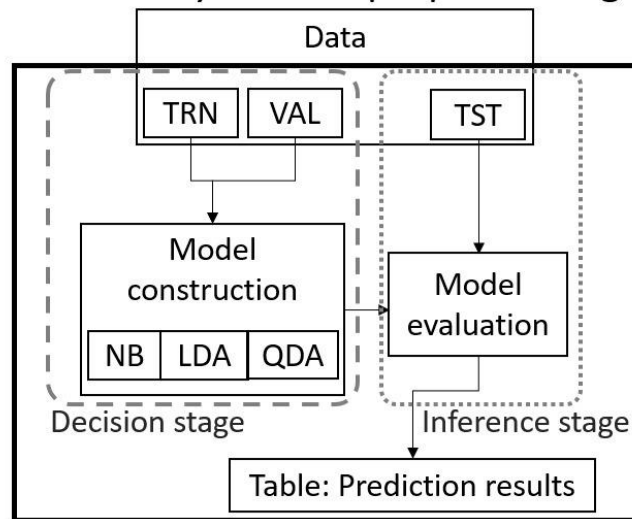 Data
TRN VAL TST
Model
construction
NB LDA QDA
Model
evaluation
Decision stage
Inference stage
Table: Prediction results